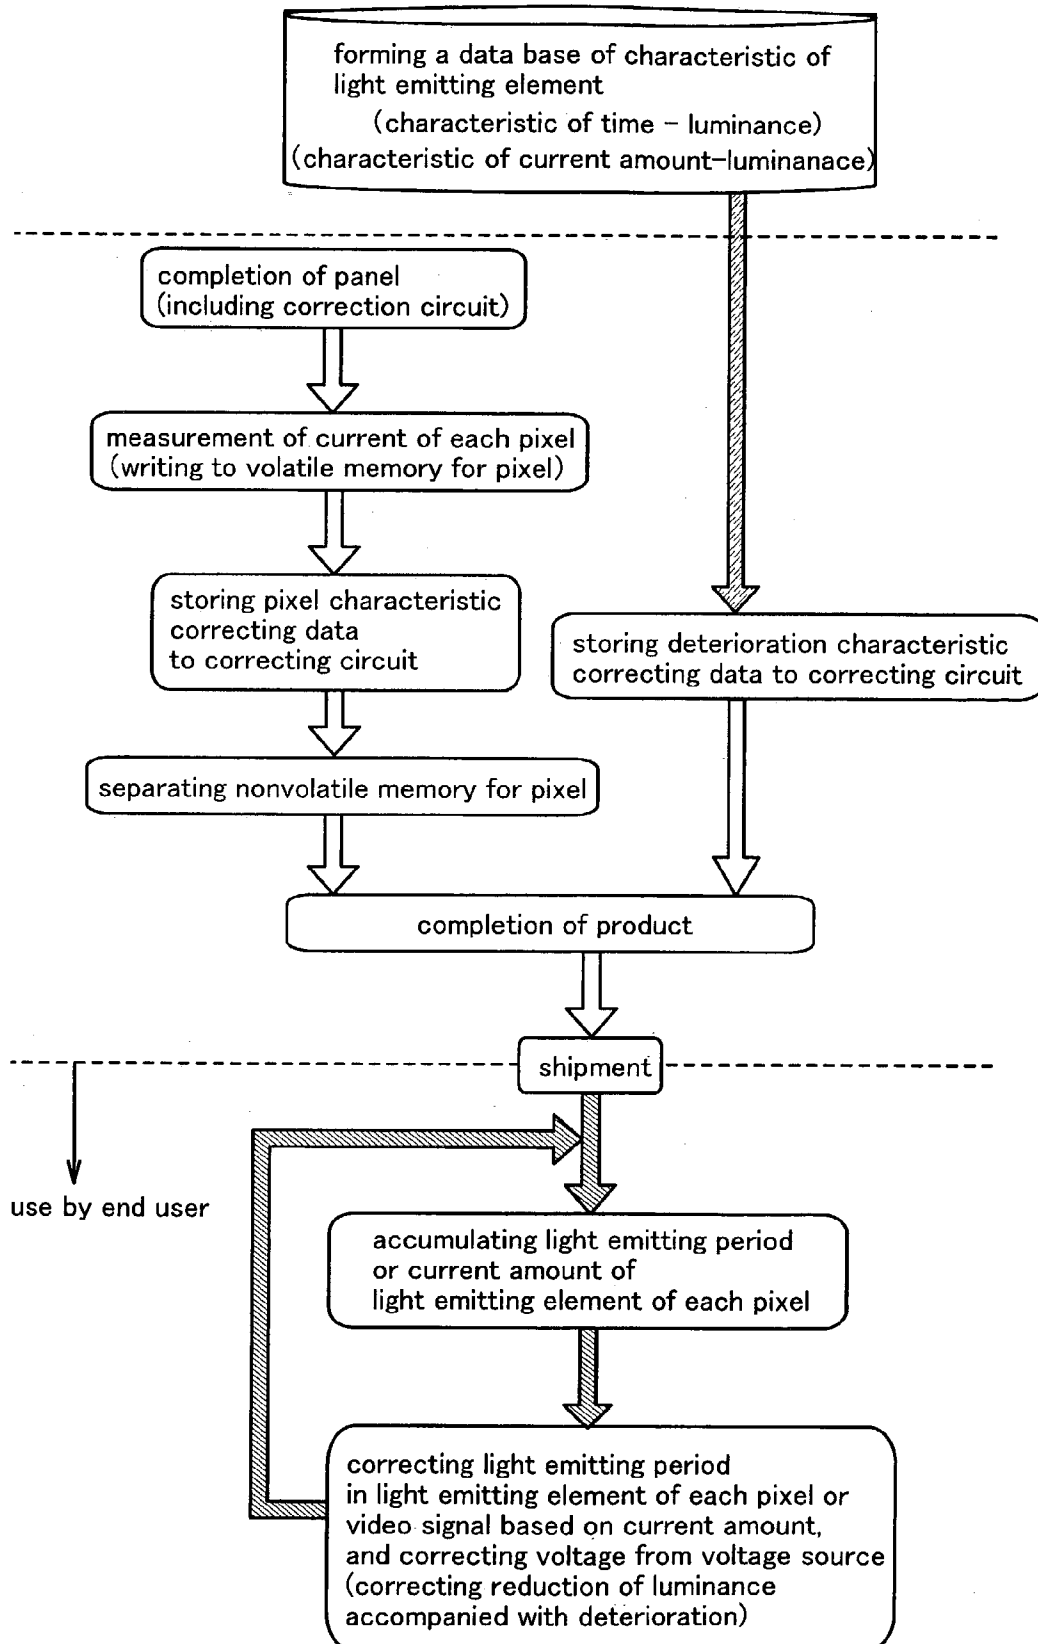 forming a data base of characteristic of
light emitting element
(characteristic of time – luminance)
(characteristic of current amount–luminanace)
completion of panel
(including correction circuit)
measurement of current of each pixel
(writing to volatile memory for pixel)
storing pixel characteristic
correcting data
to correcting circuit
storing deterioration characteristic
correcting data to correcting circuit
separating nonvolatile memory for pixel
completion of product
shipment
use by end user
accumulating light emitting period
or current amount of
light emitting element of each pixel
correcting light emitting period
in light emitting element of each pixel or
video signal based on current amount,
and correcting voltage from voltage source
(correcting reduction of luminance
accompanied with deterioration)